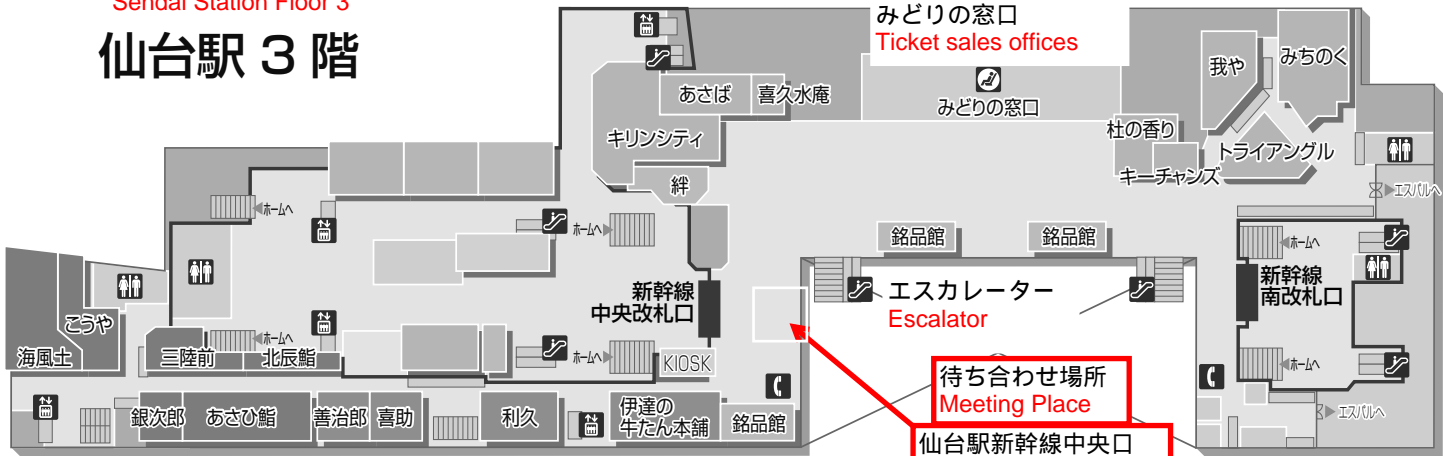 Sendai Station Floor 3
仙台駅 3 階
みどりの窓口
Ticket sales offices
みどりの窓口
あさば
喜久水庵
キリンシティ
絆
我や
みちのく
杜の香り
トライアングル
キーチャンズ
エスパルへ
ホームへ
ホームへ
銘品館
銘品館
ホームへ
新幹線
中央改札口
エスカレーター
Escalator
新幹線
南改札口
こうや
海風土
三陸前
ホームへ
北辰鮨
ホームへ
KIOSK
ホームへ
待ち合わせ場所
Meeting Place
エスパルへ
銀次郎
あさひ鮨
善治郎
喜助
利久
伊達の
牛たん本舗
銘品館
仙台駅新幹線中央口